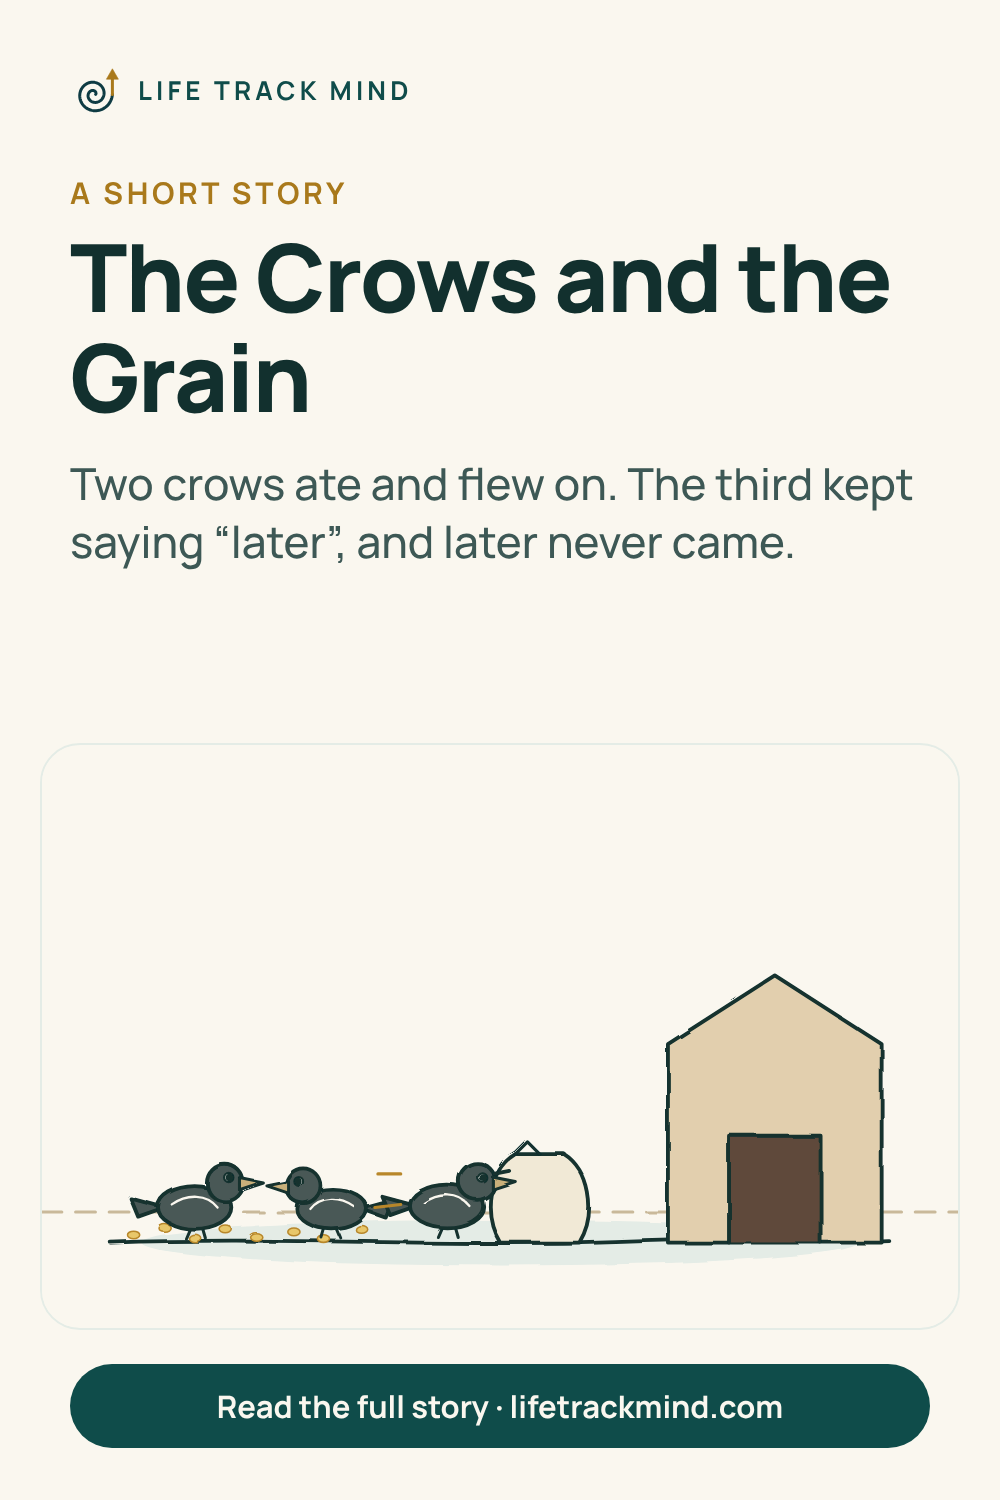 LIFE TRACK MIND
A SHORT STORY
The Crows and the
Grain
Two crows ate and flew on. The third kept
saying “later”, and later never came.
Read the full story · lifetrackmind.com